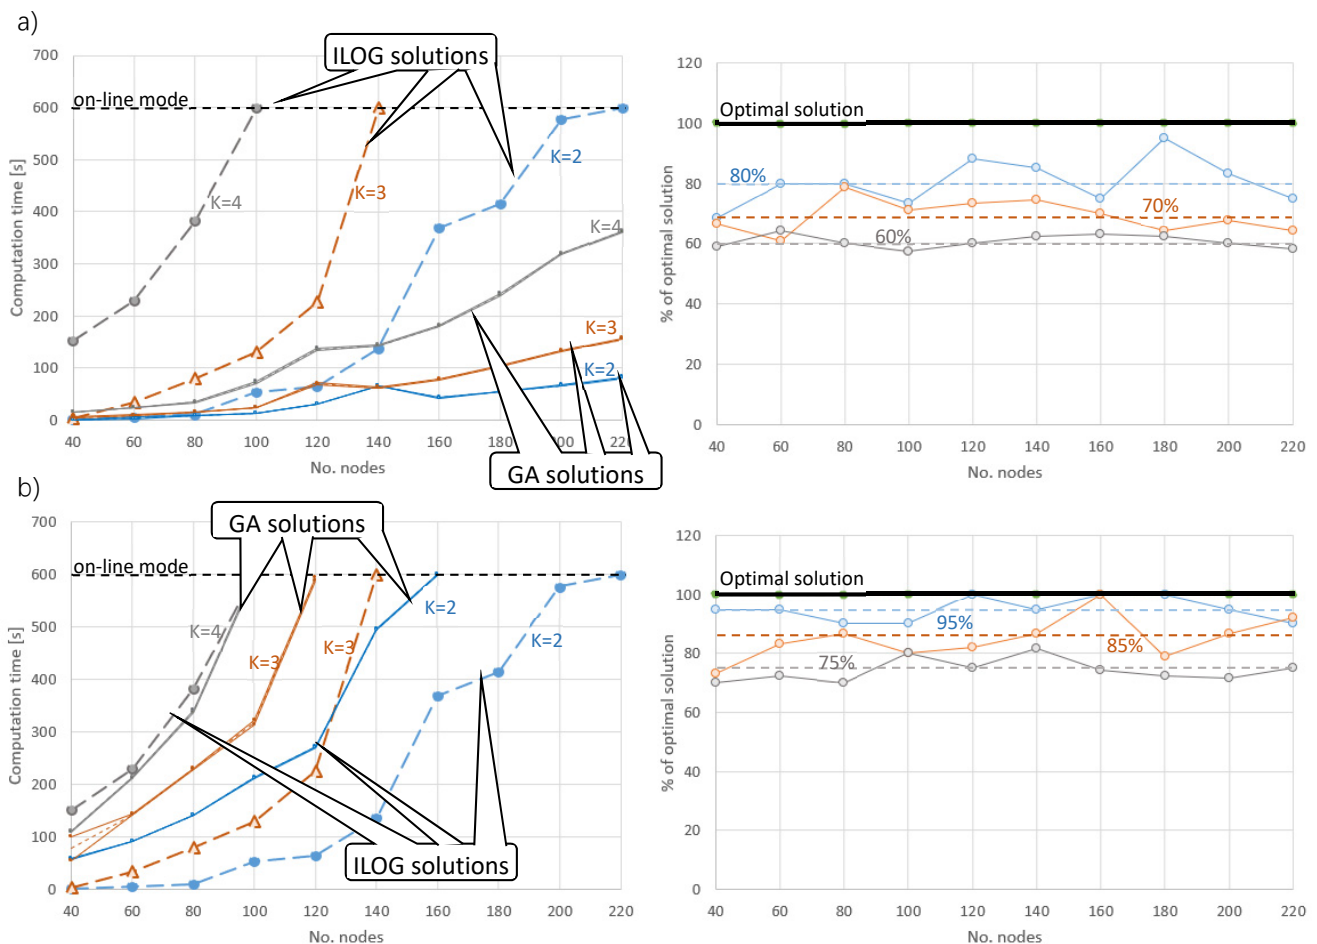 a)
700
600
500
400
300
200
100
0
Computation time [s]
on-line mode
ILOG solutions
K=4
K=3
K=2
K=4
K=3
K=2
40 60 80 100 120 140 160 180 200 220
No. nodes
GA solutions
120
100
80
60
40
20
0
% of optimal solution
Optimal solution
80%
70%
60%
40 60 80 100 120 140 160 180 200 220
No. nodes
b)
700
600
500
400
300
200
100
0
Computation time [s]
on-line mode
GA solutions
K=4
K=3
K=3
K=2
K=2
ILOG solutions
40 60 80 100 120 140 160 180 200 220
No. nodes
120
100
80
60
40
20
0
% of optimal solution
Optimal solution
95%
85%
75%
40 60 80 100 120 140 160 180 200 220
No. nodes